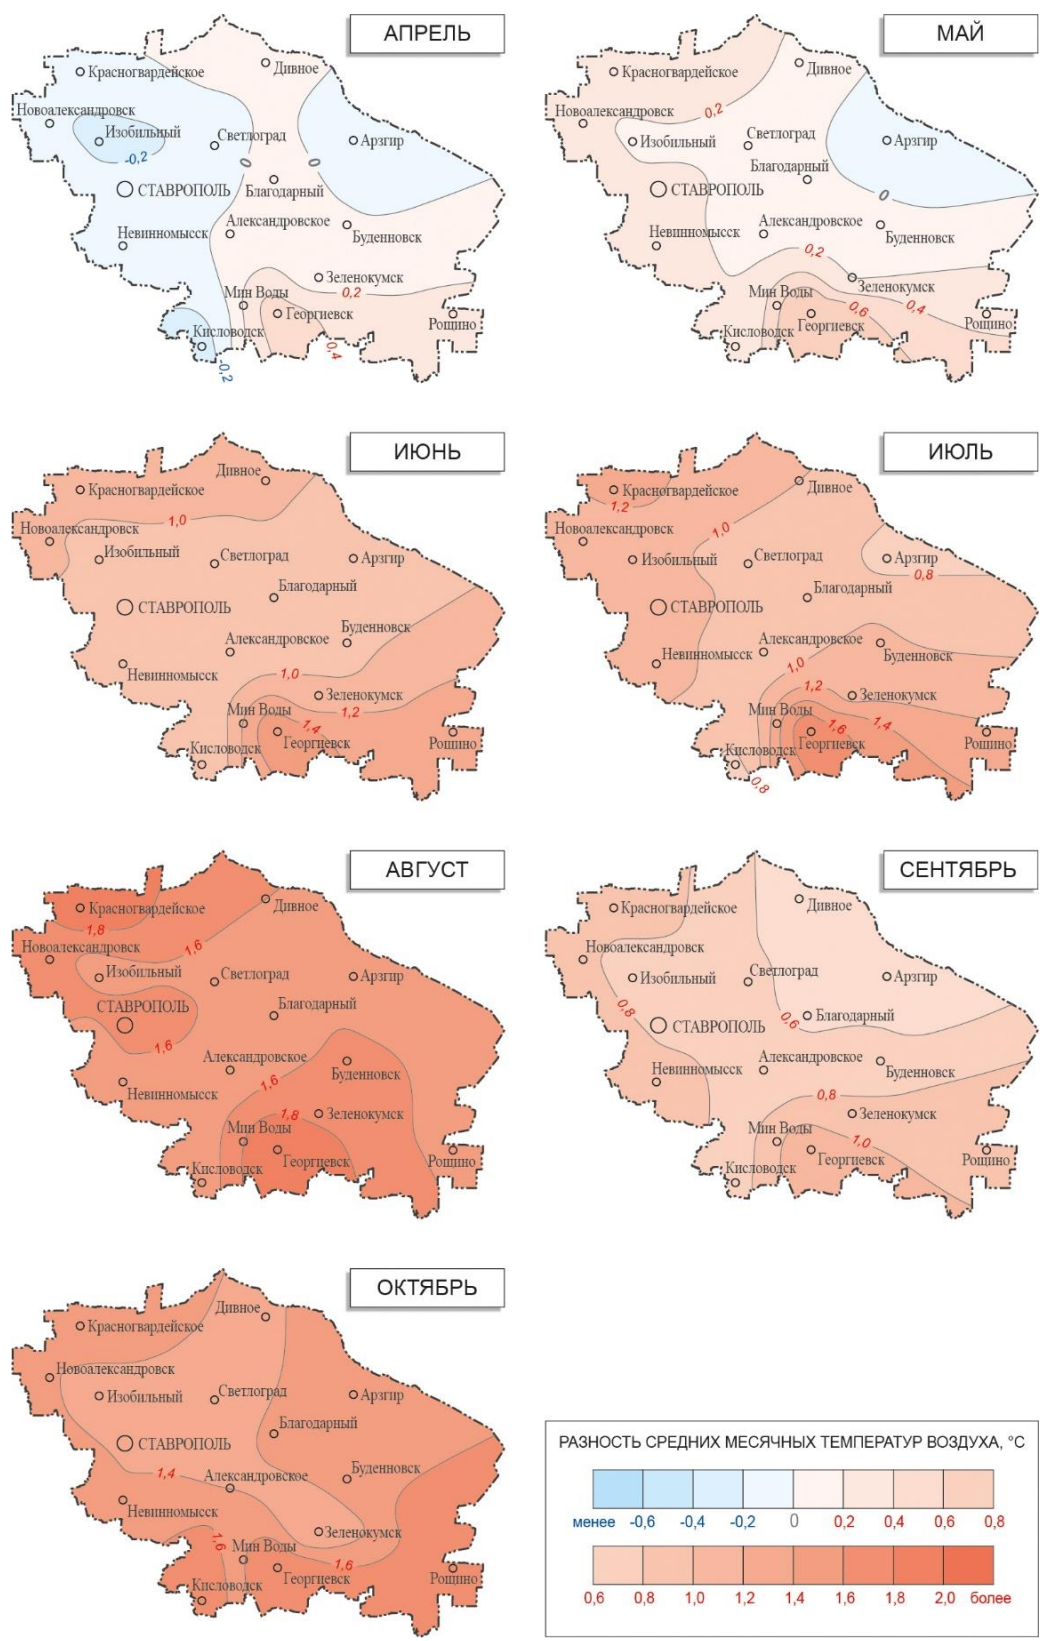 АПРЕЛЬ
Дивное
Красногвардейское
Новоалександровск
Изобильный
Светлоград
Арзгир
-0,2
0
0
СТАВРОПОЛЬ
Благодарный
Александровское
Невинномысск
Буденновск
Зеленокумск
0,2
Мин Воды
Георгиевск
Рощино
Кисловодск
0,4
-0,2
МАЙ
Дивное
Красногвардейское
0,2
Новоалександровск
Изобильный
Светлоград
Арзгир
Благодарный
СТАВРОПОЛЬ
0
Александровское
Невинномысск
Буденновск
0,2
Зеленокумск
Мин Воды
0,6
0,4
Георгиевск
Рощино
Кисловодск
ИЮНЬ
Дивное
Красногвардейское
1,0
Новоалександровск
Изобильный
Светлоград
Арзгир
Благодарный
СТАВРОПОЛЬ
Буденновск
Александровское
Невинномысск
1,0
Зеленокумск
1,2
Мин Воды
1,4
Георгиевск
Рощино
Кисловодск
ИЮЛЬ
Дивное
Красногвардейское
1,2
Новоалександровск
1,0
Изобильный
Светлоград
Арзгир
0,8
Благодарный
СТАВРОПОЛЬ
Александровское
Невинномысск
Буденновск
1,0
1,2
Зеленокумск
Мин Воды
1,6
1,4
Георгиевск
Рощино
Кисловодск
0,8
АВГУСТ
Дивное
Красногвардейское
1,8
Новоалександровск
1,6
Изобильный
Светлоград
Арзгир
СТАВРОПОЛЬ
Благодарный
1,6
Александровское
Буденновск
Невинномысск
1,6
1,8
Зеленокумск
Мин Воды
Георгиевск
Рощино
Кисловодск
СЕНТЯБРЬ
Дивное
Красногвардейское
Новоалександровск
Изобильный
Светлоград
Арзгир
0,8
0,6
Благодарный
СТАВРОПОЛЬ
Александровское
Невинномысск
Буденновск
0,8
Зеленокумск
Мин Воды
1,0
Георгиевск
Рощино
Кисловодск
ОКТЯБРЬ
Дивное
Красногвардейское
Новоалександровск
Изобильный
Светлоград
Арзгир
Благодарный
СТАВРОПОЛЬ
1,4
Александровское
Буденновск
Невинномысск
Зеленокумск
1,6
Мин Воды
1,6
Георгиевск
Рощино
Кисловодск
РАЗНОСТЬ СРЕДНИХ МЕСЯЧНЫХ ТЕМПЕРАТУР ВОЗДУХА, °С
менее -0,6 -0,4 -0,2 0 0,2 0,4 0,6 0,8
0,6 0,8 1,0 1,2 1,4 1,6 1,8 2,0 более